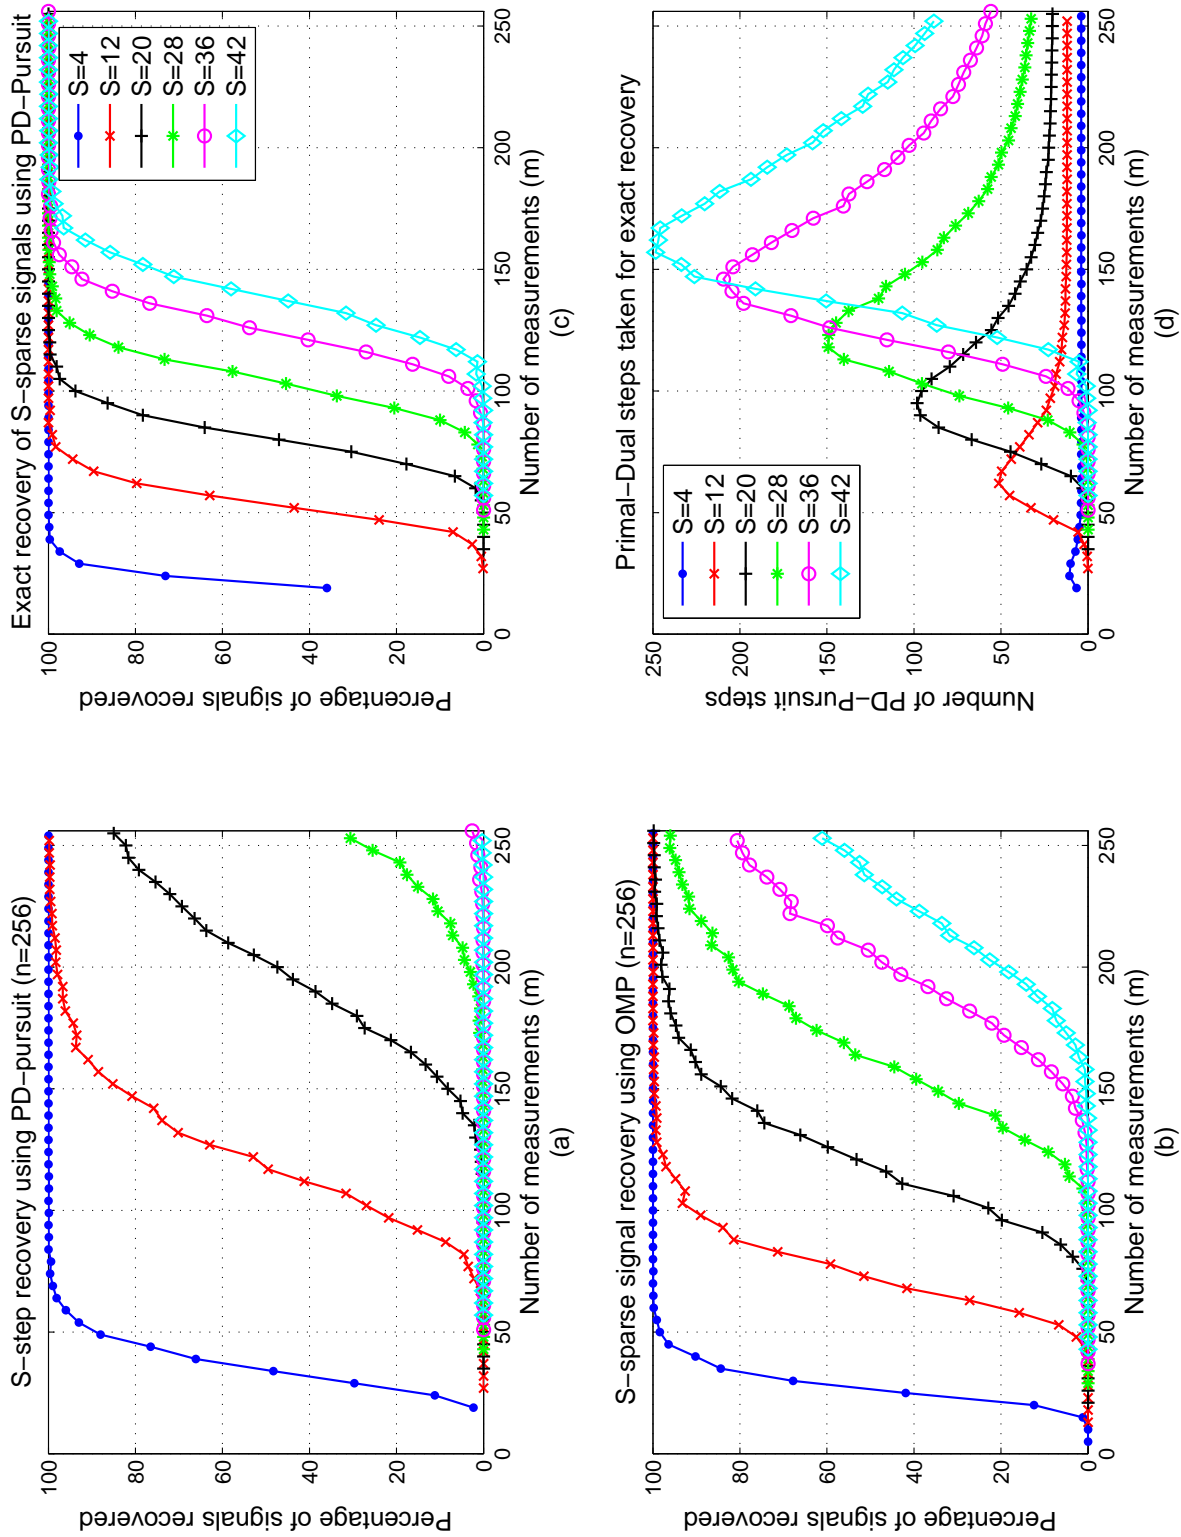 S-step recovery using PD-pursuit (n=256)
Percentage of signals recovered
100
80
60
40
20
0
0 50 100 150 200 250
Number of measurements (m)
(a)
Exact recovery of S-sparse signals using PD-Pursuit
Percentage of signals recovered
100
80
60
40
20
0
0 50 100 150 200 250
Number of measurements (m)
(c)
S=4
S=12
S=20
S=28
S=36
S=42
S-sparse signal recovery using OMP (n=256)
Percentage of signals recovered
100
80
60
40
20
0
0 50 100 150 200 250
Number of measurements (m)
(b)
Primal-Dual steps taken for exact recovery
Number of PD-Pursuit steps
250
200
150
100
50
0
0 50 100 150 200 250
Number of measurements (m)
(d)
S=4
S=12
S=20
S=28
S=36
S=42